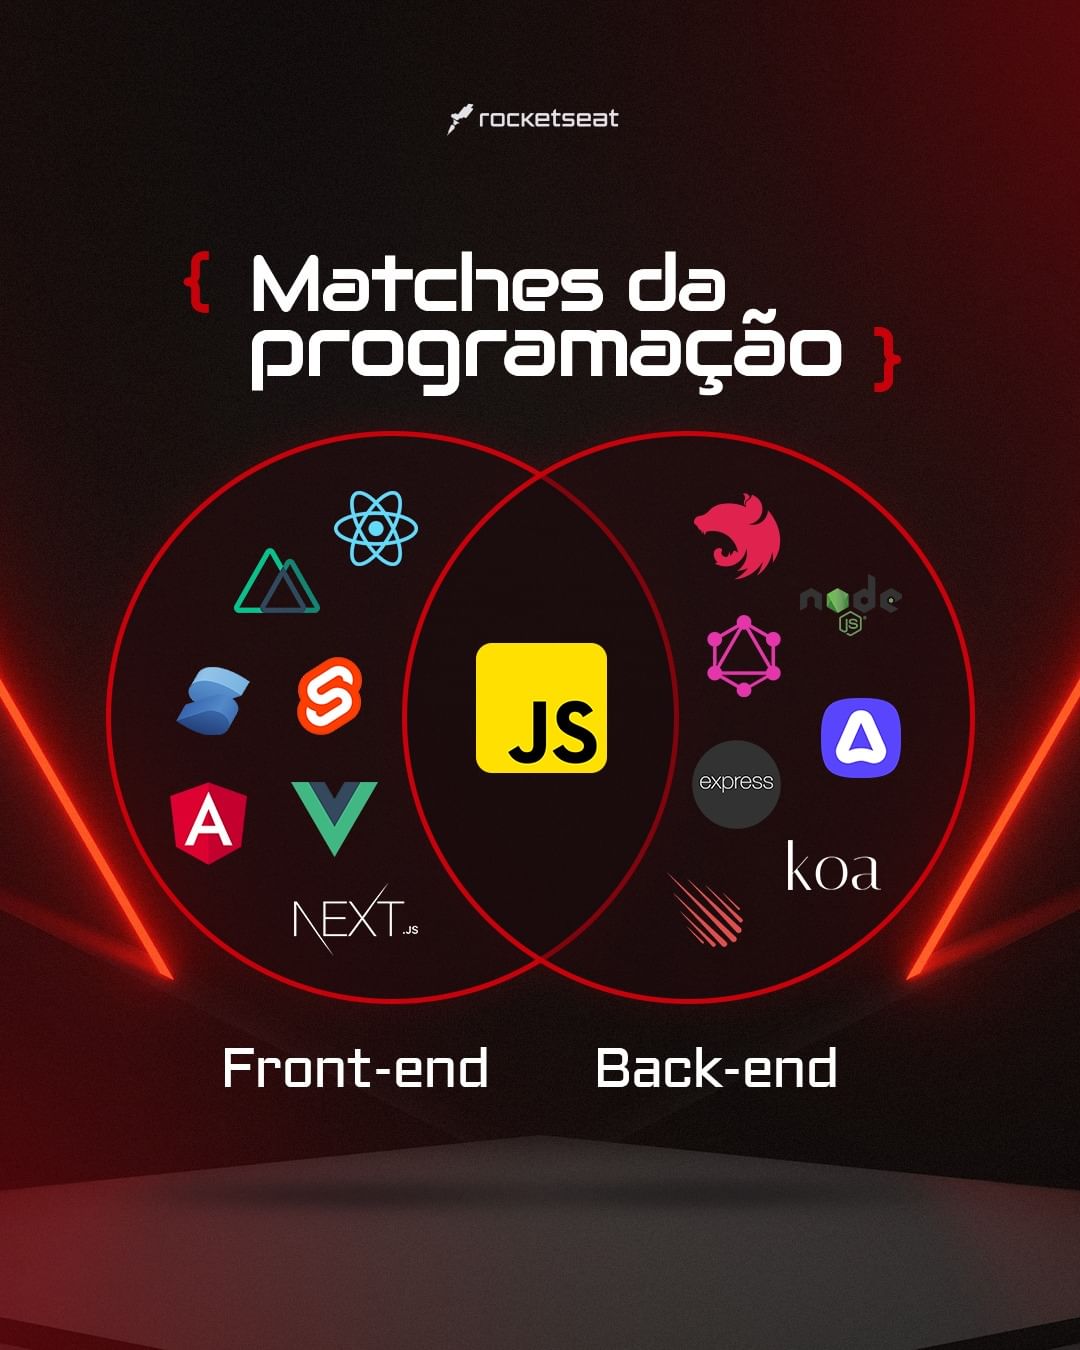 rocketseat
{ Matches da
programação }
node
JS
JS
express
koa
A
NEXT.JS
Front-end
Back-end